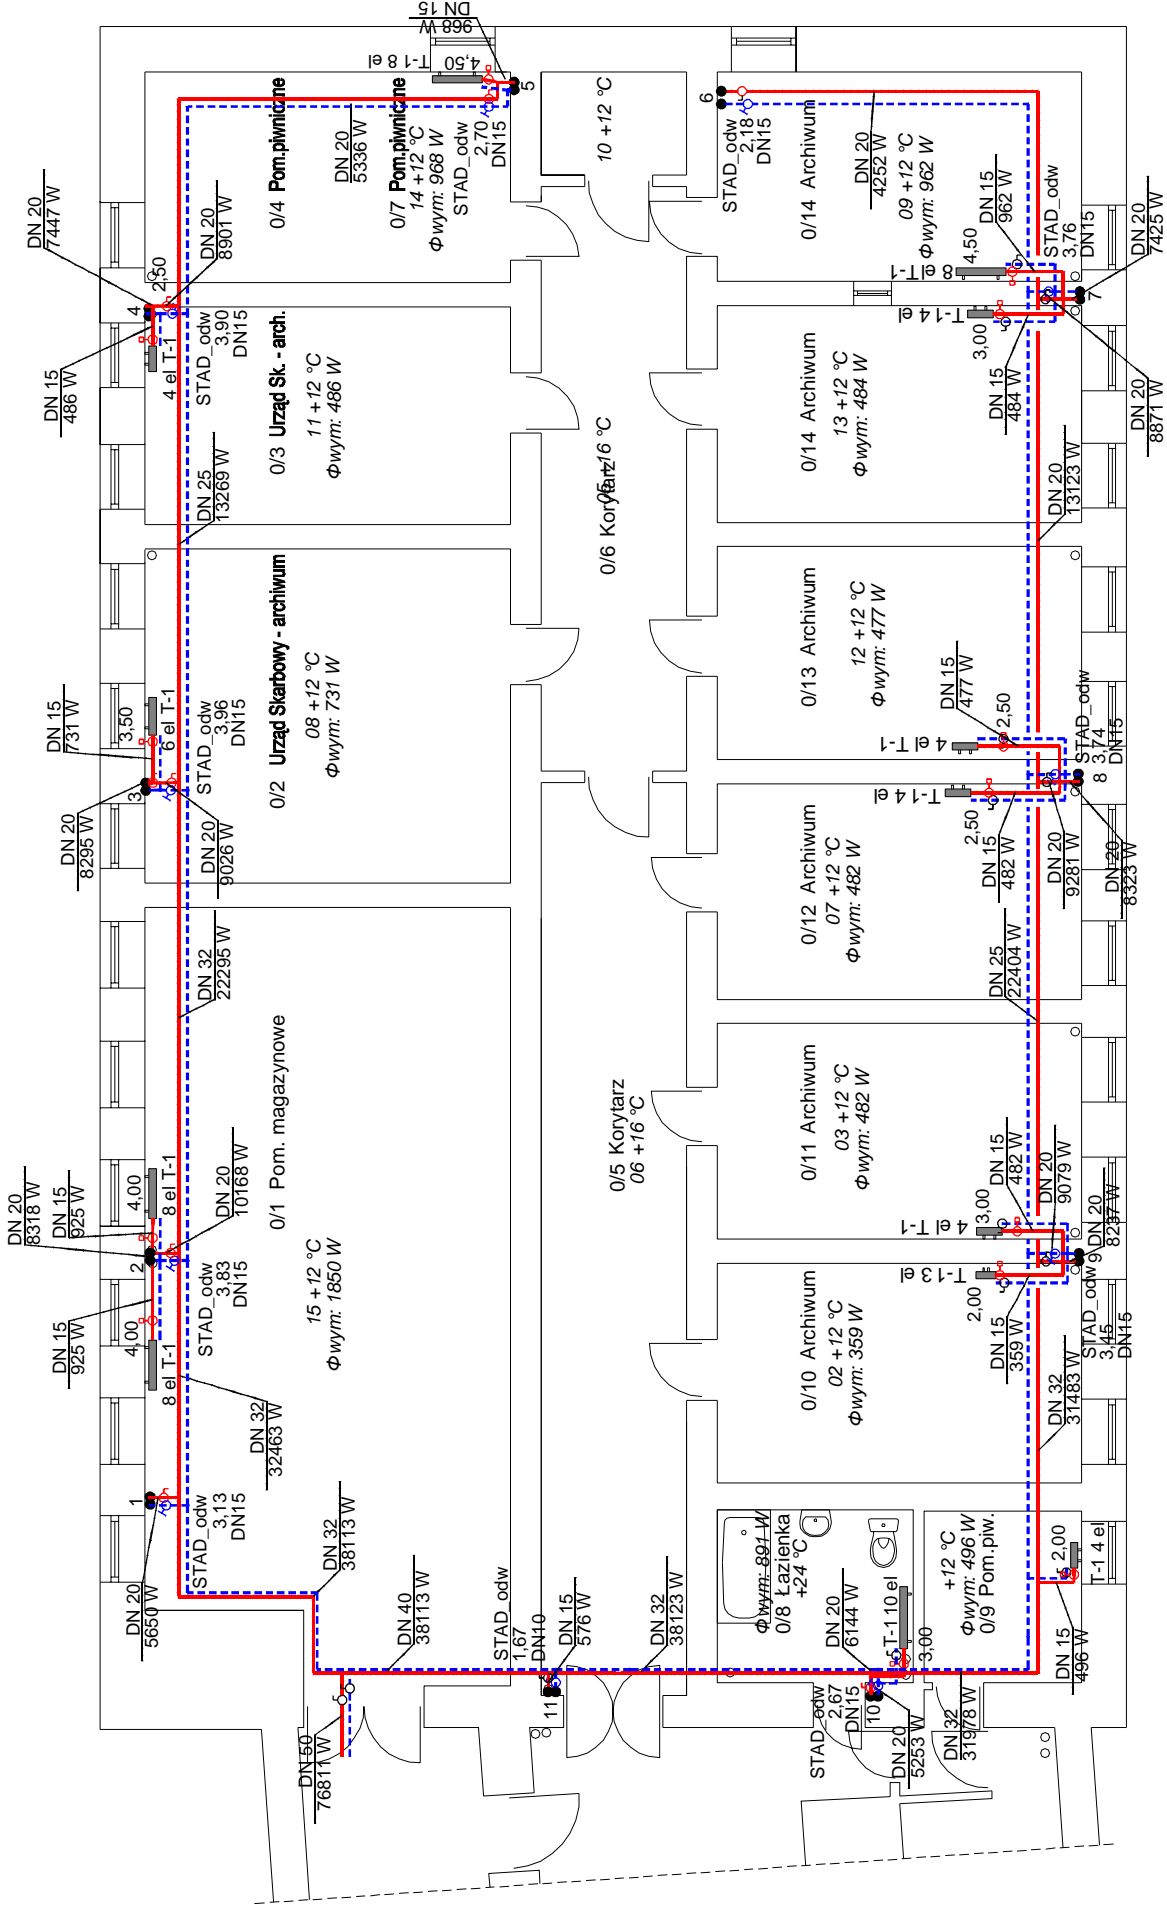 DN 15
968 W
T-1 8 el
4,50
5
0/4 Pom.piwniczne
DN 20
5336 W
0/7 Pom.piwniczne
14 +12 °C
Φwym: 968 W
STAD_odw
2,70
DN15
10 +12 °C
6
STAD_odw
2,18
DN15
DN 20
4252 W
0/14 Archiwum
09 +12 °C
Φwym: 962 W
DN 15
962 W
4,50
8 el T-1
STAD_odw
3,76
DN15
DN 20
7425 W
7
DN 20
7447 W
DN 20
8901 W
2,50
4
STAD_odw
3,90
DN15
4 el T-1
DN 15
486 W
0/3 Urząd Sk. - arch.
11 +12 °C
Φwym: 486 W
DN 25
13269 W
0/6 Korytarz
05 +16 °C
T-1 4 el
3,00
DN 15
484 W
0/14 Archiwum
13 +12 °C
Φwym: 484 W
DN 20
8871 W
DN 20
13123 W
0/2 Urząd Skarbowy - archiwum
08 +12 °C
Φwym: 731 W
DN 15
731 W
3,50
6 el T-1
STAD_odw
3,96
DN15
3
DN 20
8295 W
DN 20
9026 W
0/13 Archiwum
12 +12 °C
Φwym: 477 W
DN 15
477 W
2,50
4 el T-1
STAD_odw
3,74
DN15
8
T-1 4 el
2,50
DN 15
482 W
DN 20
9281 W
DN 20
8323 W
0/12 Archiwum
07 +12 °C
Φwym: 482 W
DN 32
22295 W
DN 25
22404 W
0/1 Pom. magazynowe
15 +12 °C
Φwym: 1850 W
0/5 Korytarz
06 +16 °C
0/11 Archiwum
03 +12 °C
Φwym: 482 W
DN 15
482 W
DN 20
9079 W
3,00
4 el T-1
DN 20
8237 W
9
DN 20
8318 W
DN 15
925 W
4,00
8 el T-1
DN 20
10168 W
2
STAD_odw
3,83
DN15
DN 15
925 W
4,00
8 el T-1
T-1 3 el
2,00
DN 15
359 W
STAD_odw
3,45
DN15
0/10 Archiwum
02 +12 °C
Φwym: 359 W
DN 32
31483 W
DN 32
32463 W
1
STAD_odw
3,13
DN15
DN 20
5650 W
DN 32
38113 W
DN 40
38113 W
STAD_odw
1,67
DN10
DN 15
576 W
11
DN 32
38123 W
Φwym: 891 W
0/8 Łazienka
+24 °C
DN 20
6144 W
T-1 10 el
3,00
+12 °C
Φwym: 496 W
0/9 Pom.piw.
2,00
T-1 4 el
DN 15
496 W
STAD_odw
2,67
DN15
10
DN 20
5253 W
DN 32
31978 W
DN 50
76811 W